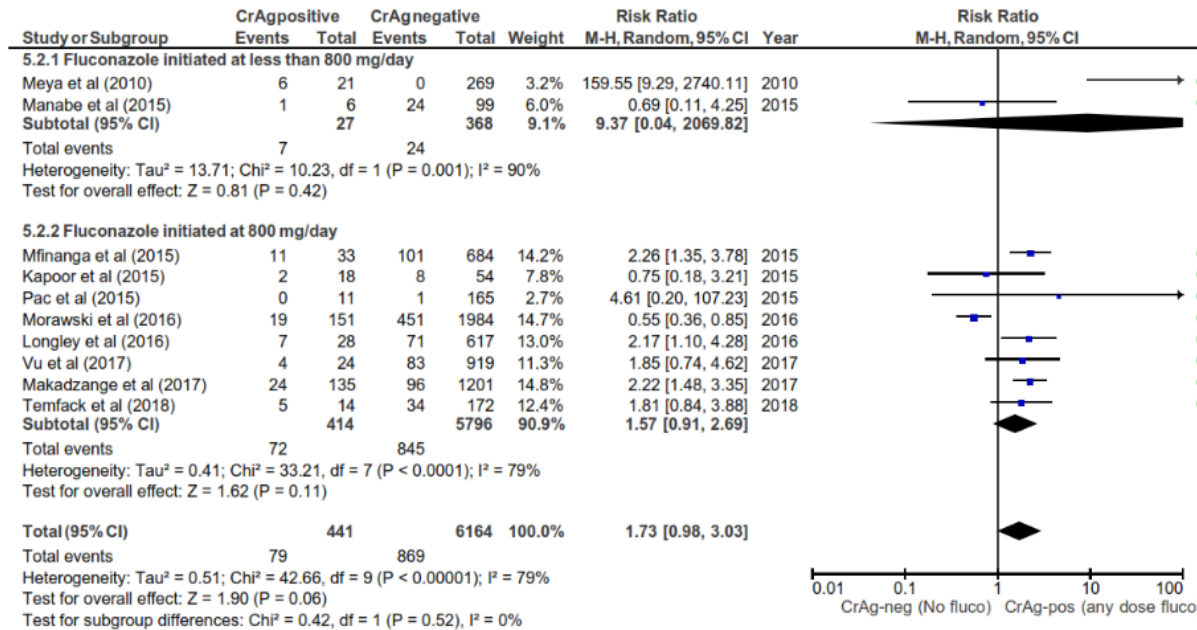 CrAgpositive CrAgnegative Risk Ratio Risk Ratio
Study or Subgroup Events Total Events Total Weight M-H, Random, 95% CI Year M-H, Random, 95% CI
5.2.1 Fluconazole initiated at less than 800 mg/day
Meya et al (2010) 6 21 0 269 3.2% 159.55 [9.29, 2740.11] 2010
Manabe et al (2015) 1 6 24 99 6.0% 0.69 [0.11, 4.25] 2015
Subtotal (95% CI) 27 368 9.1% 9.37 [0.04, 2069.82]
Total events 7 24
Heterogeneity: Tau² = 13.71; Chi² = 10.23, df = 1 (P = 0.001); I² = 90%
Test for overall effect: Z = 0.81 (P = 0.42)
5.2.2 Fluconazole initiated at 800 mg/day
Mfinanga et al (2015) 11 33 101 684 14.2% 2.26 [1.35, 3.78] 2015
Kapoor et al (2015) 2 18 8 54 7.8% 0.75 [0.18, 3.21] 2015
Pac et al (2015) 0 11 1 165 2.7% 4.61 [0.20, 107.23] 2015
Morawski et al (2016) 19 151 451 1984 14.7% 0.55 [0.36, 0.85] 2016
Longley et al (2016) 7 28 71 617 13.0% 2.17 [1.10, 4.28] 2016
Vu et al (2017) 4 24 83 919 11.3% 1.85 [0.74, 4.62] 2017
Makadzange et al (2017) 24 135 96 1201 14.8% 2.22 [1.48, 3.35] 2017
Temfack et al (2018) 5 14 34 172 12.4% 1.81 [0.84, 3.88] 2018
Subtotal (95% CI) 414 5796 90.9% 1.57 [0.91, 2.69]
Total events 72 845
Heterogeneity: Tau² = 0.41; Chi² = 33.21, df = 7 (P < 0.0001); I² = 79%
Test for overall effect: Z = 1.62 (P = 0.11)
Total (95% CI) 441 6164 100.0% 1.73 [0.98, 3.03]
Total events 79 869
Heterogeneity: Tau² = 0.51; Chi² = 42.66, df = 9 (P < 0.00001); I² = 79%
Test for overall effect: Z = 1.90 (P = 0.06)
Test for subgroup differences: Chi² = 0.42, df = 1 (P = 0.52), I² = 0%
0.01 0.1 1 10 100
CrAg-neg (No fluco) CrAg-pos (any dose fluco